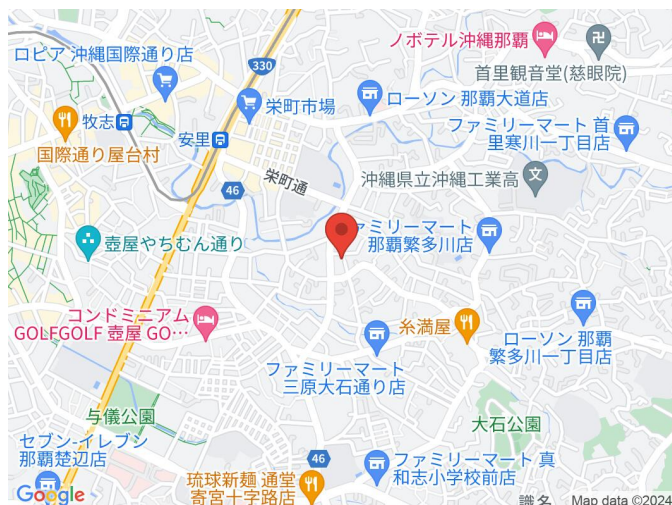 ロピア 沖縄国際通り店
330
ノボテル沖縄那覇
首里観音堂(慈眼院)
牧志
栄町市場
ローソン 那覇大道店
安里
国際通り屋台村
ファミリーマート 首
里寒川一丁目店
46
栄町通
沖縄県立沖縄工業高
壺屋やちむん通り
ファミリーマート
那覇繁多川店
コンドミニアム
GOLFGOLF 壺屋 GO…
糸満屋
ローソン 那覇
繁多川一丁目店
ファミリーマート
三原大石通り店
与儀公園
大石公園
セブン-イレブン
那覇楚辺店
46
ファミリーマート 真
和志小学校前店
琉球新麺 通堂
寄宮十字路店
識名
Google
Map data ©2024